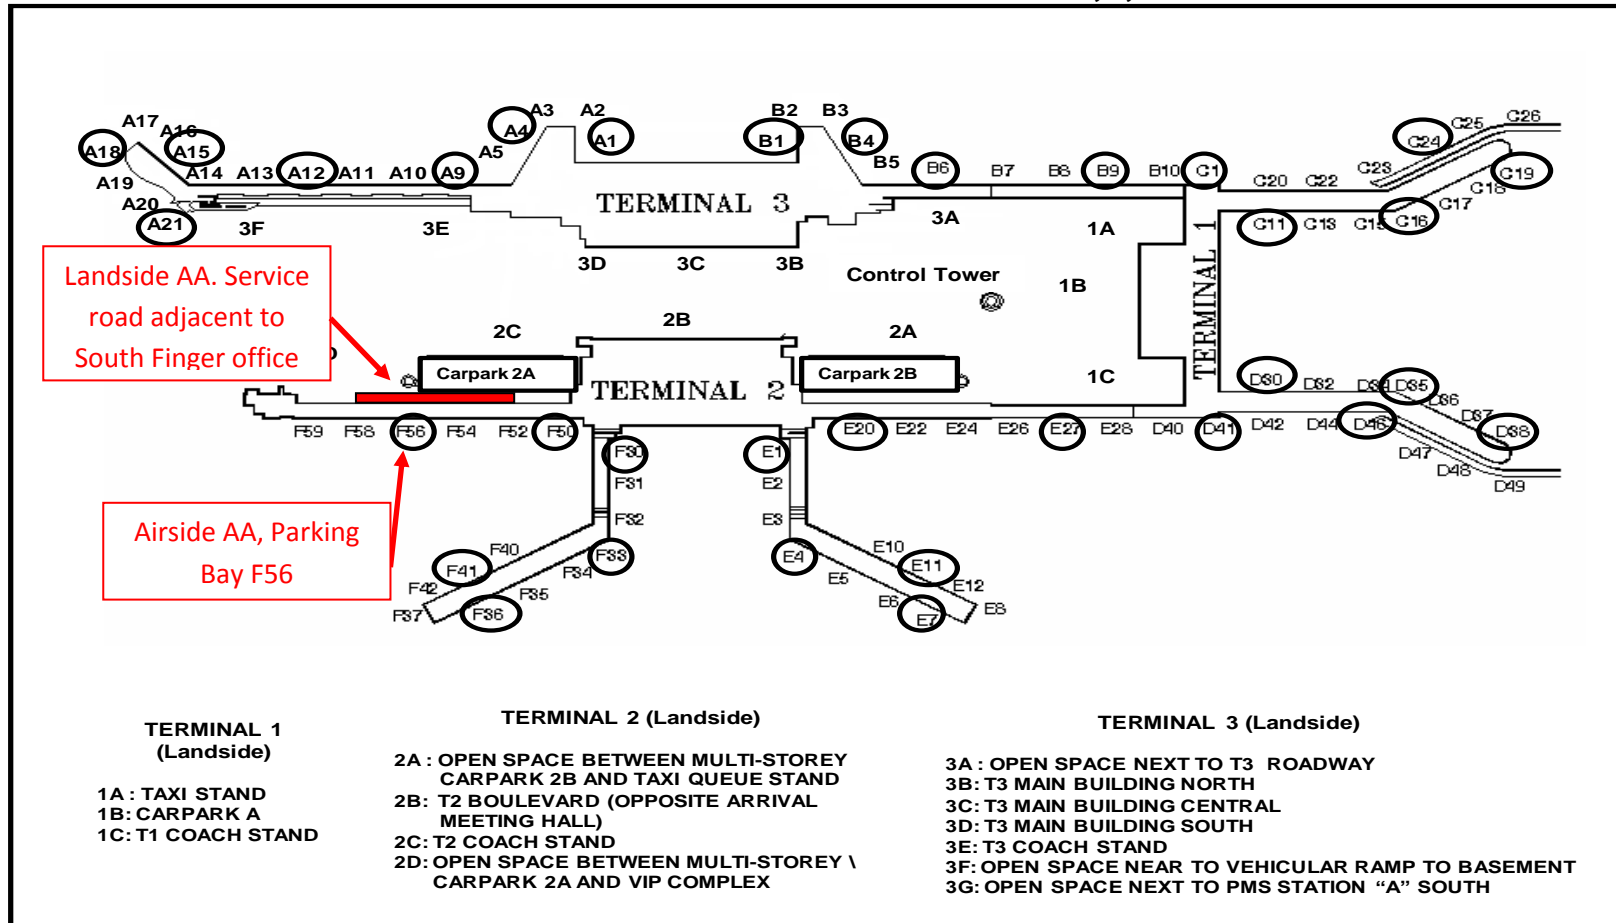 A17
A16
A18
A15
A14
A13
A12
A11
A10
A9
A5
A4
A3
A2
A1
B2
B3
B1
B4
B5
B6
B7
B8
B9
B10
C1
C20
C22
C23
C24
C25
C26
C19
C18
C17
C16
C15
C13
C11
A19
A20
A21
3F
3E
TERMINAL 3
3A
1A
3D
3C
3B
Control Tower
1B
TERMINAL 1
Landside AA. Service
road adjacent to
South Finger office
2C
2B
2A
Carpark 2A
TERMINAL 2
Carpark 2B
1C
D30
D32
D34
D35
D36
D37
D38
F59
F58
F56
F54
F52
F50
F30
E1
E20
E22
E24
E26
E27
E28
D40
D41
D42
D44
D46
D47
D48
D49
F31
E2
F32
E3
Airside AA, Parking
Bay F56
F40
F33
E4
E10
F41
F34
E5
E11
F42
F35
E6
E12
F37
F36
E7
E8
TERMINAL 1
(Landside)
1A : TAXI STAND
1B: CARPARK A
1C: T1 COACH STAND
TERMINAL 2 (Landside)
2A : OPEN SPACE BETWEEN MULTI-STOREY
CARPARK 2B AND TAXI QUEUE STAND
2B: T2 BOULEVARD (OPPOSITE ARRIVAL
MEETING HALL)
2C: T2 COACH STAND
2D: OPEN SPACE BETWEEN MULTI-STOREY \
CARPARK 2A AND VIP COMPLEX
TERMINAL 3 (Landside)
3A : OPEN SPACE NEXT TO T3 ROADWAY
3B: T3 MAIN BUILDING NORTH
3C: T3 MAIN BUILDING CENTRAL
3D: T3 MAIN BUILDING SOUTH
3E: T3 COACH STAND
3F: OPEN SPACE NEAR TO VEHICULAR RAMP TO BASEMENT
3G: OPEN SPACE NEXT TO PMS STATION “A” SOUTH